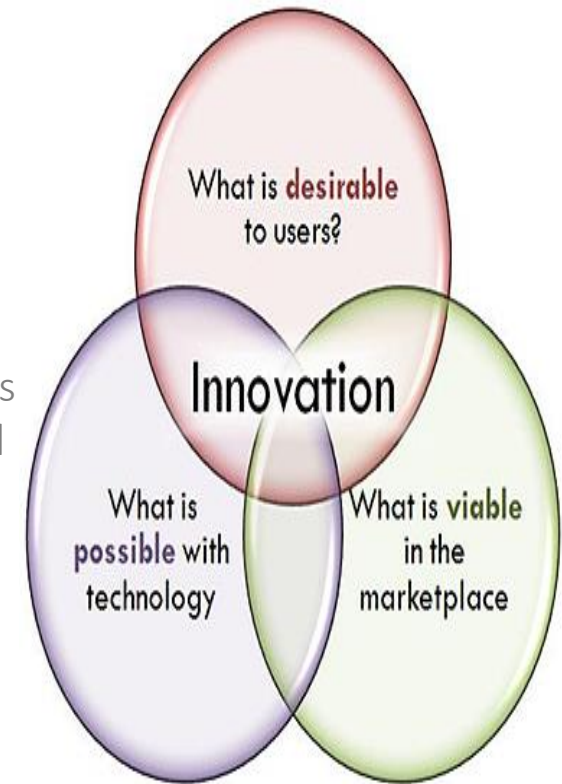 What is desirable
to users?
Innovation
What is
possible with
technology
What is viable
in the
marketplace